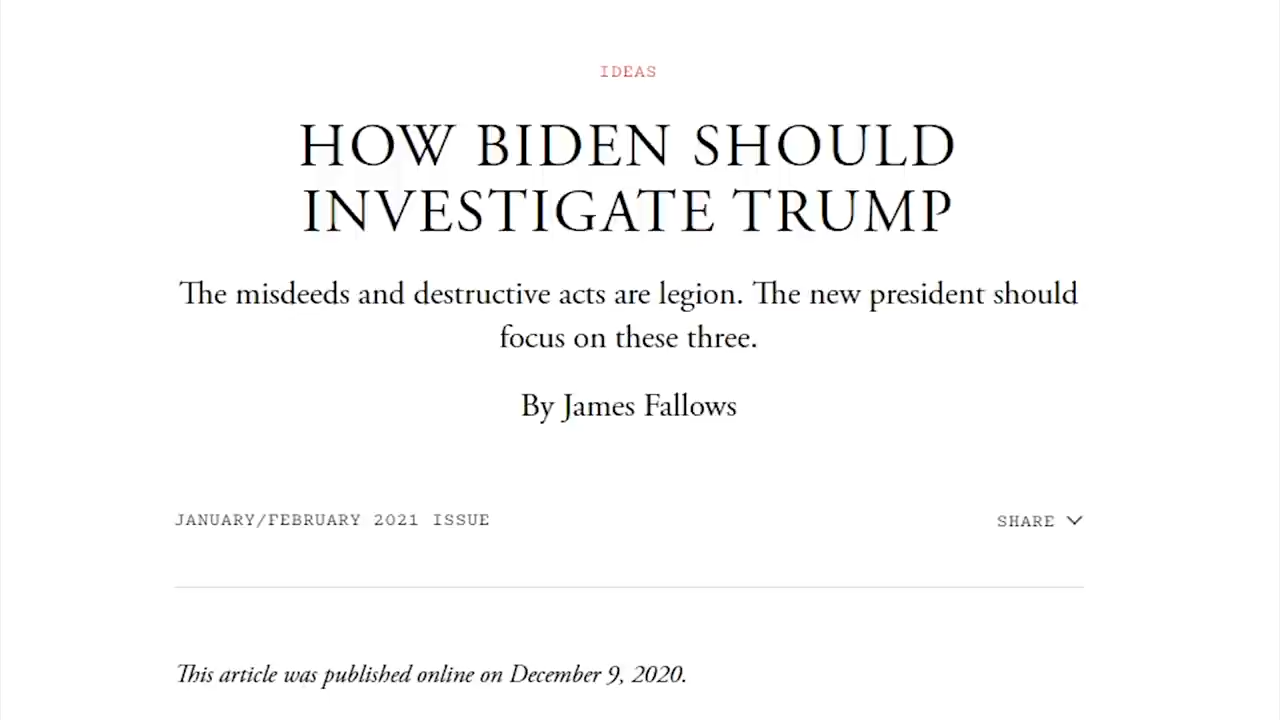 IDEAS
HOW BIDEN SHOULD
INVESTIGATE TRUMP
The misdeeds and destructive acts are legion. The new president should
focus on these three.
By James Fallows
JANUARY/FEBRUARY 2021 ISSUE
SHARE
This article was published online on December 9, 2020.